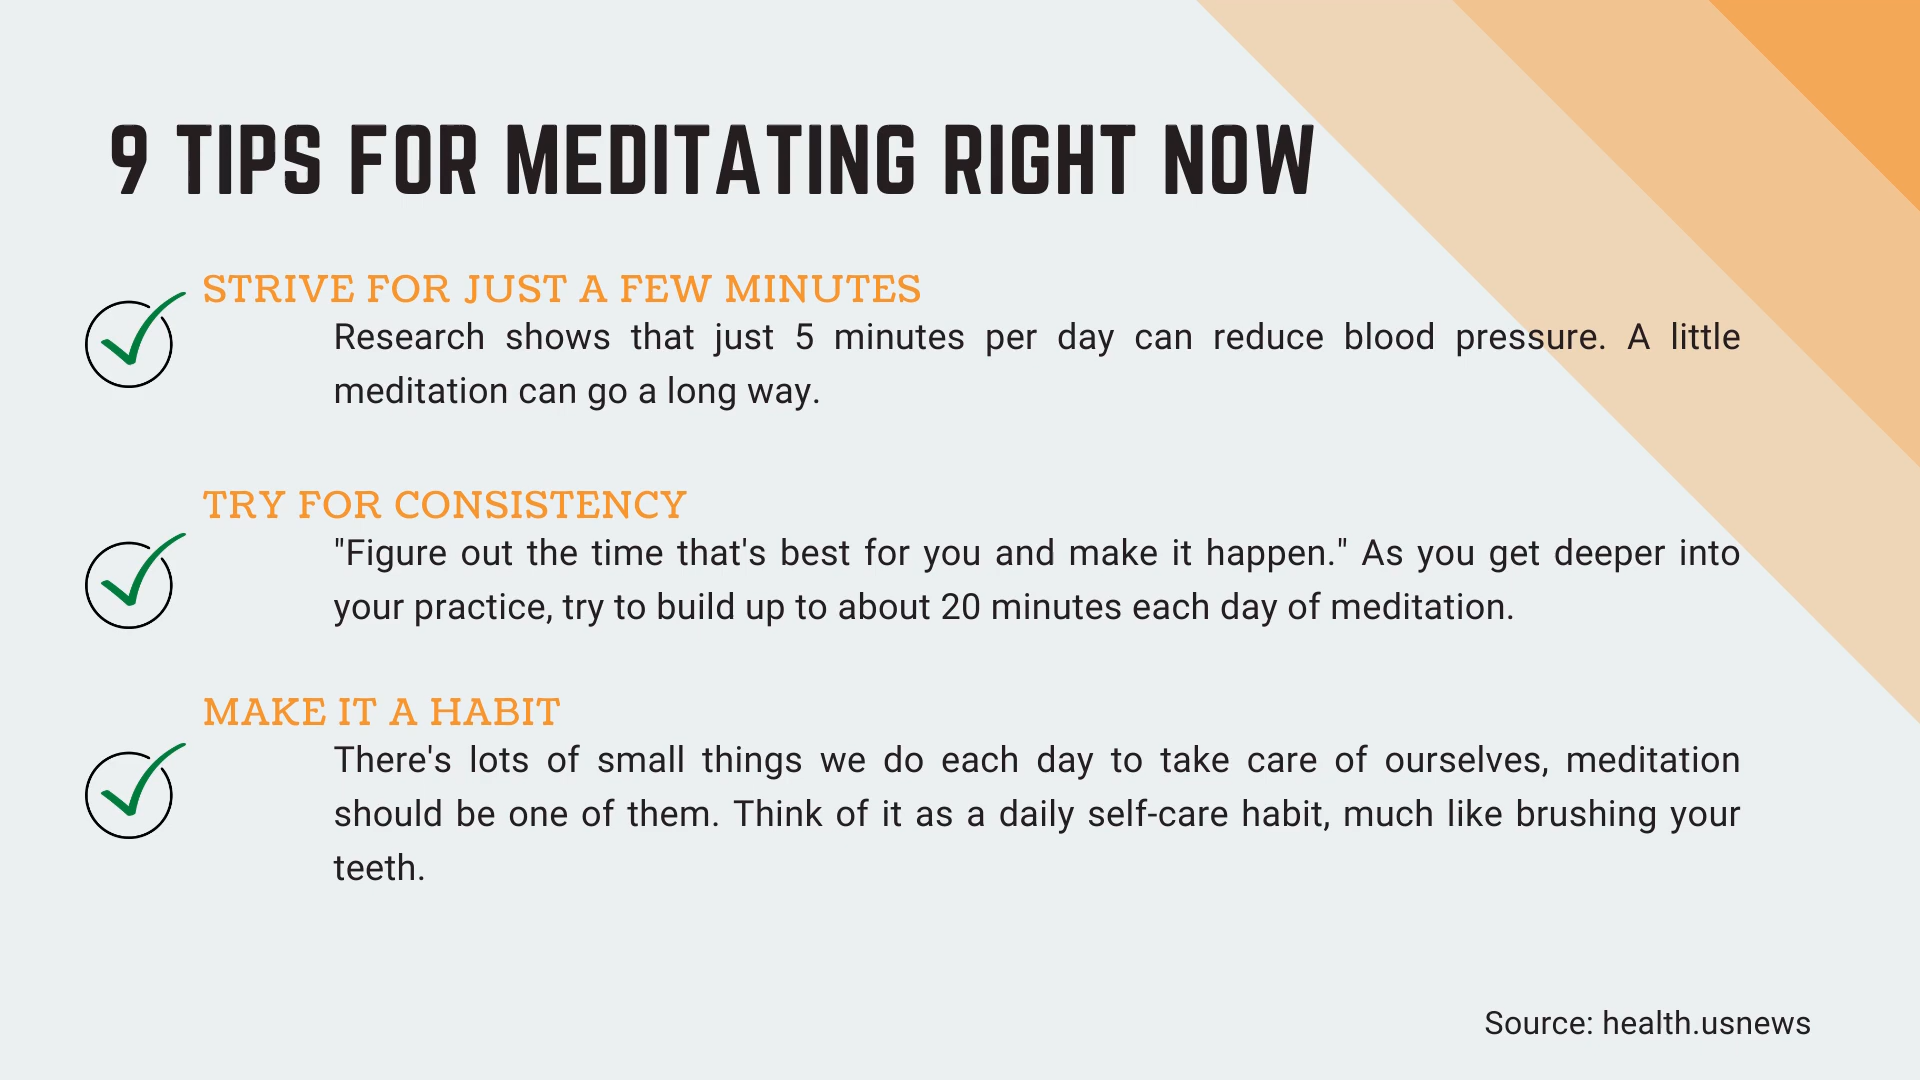 9 TIPS FOR MEDITATING RIGHT NOW
STRIVE FOR JUST A FEW MINUTES
Research shows that just 5 minutes per day can reduce blood pressure. A little
meditation can go a long way.
TRY FOR CONSISTENCY
"Figure out the time that's best for you and make it happen." As you get deeper into
your practice, try to build up to about 20 minutes each day of meditation.
MAKE IT A HABIT
There's lots of small things we do each day to take care of ourselves, meditation
should be one of them. Think of it as a daily self-care habit, much like brushing your
teeth.
Source: health.usnews